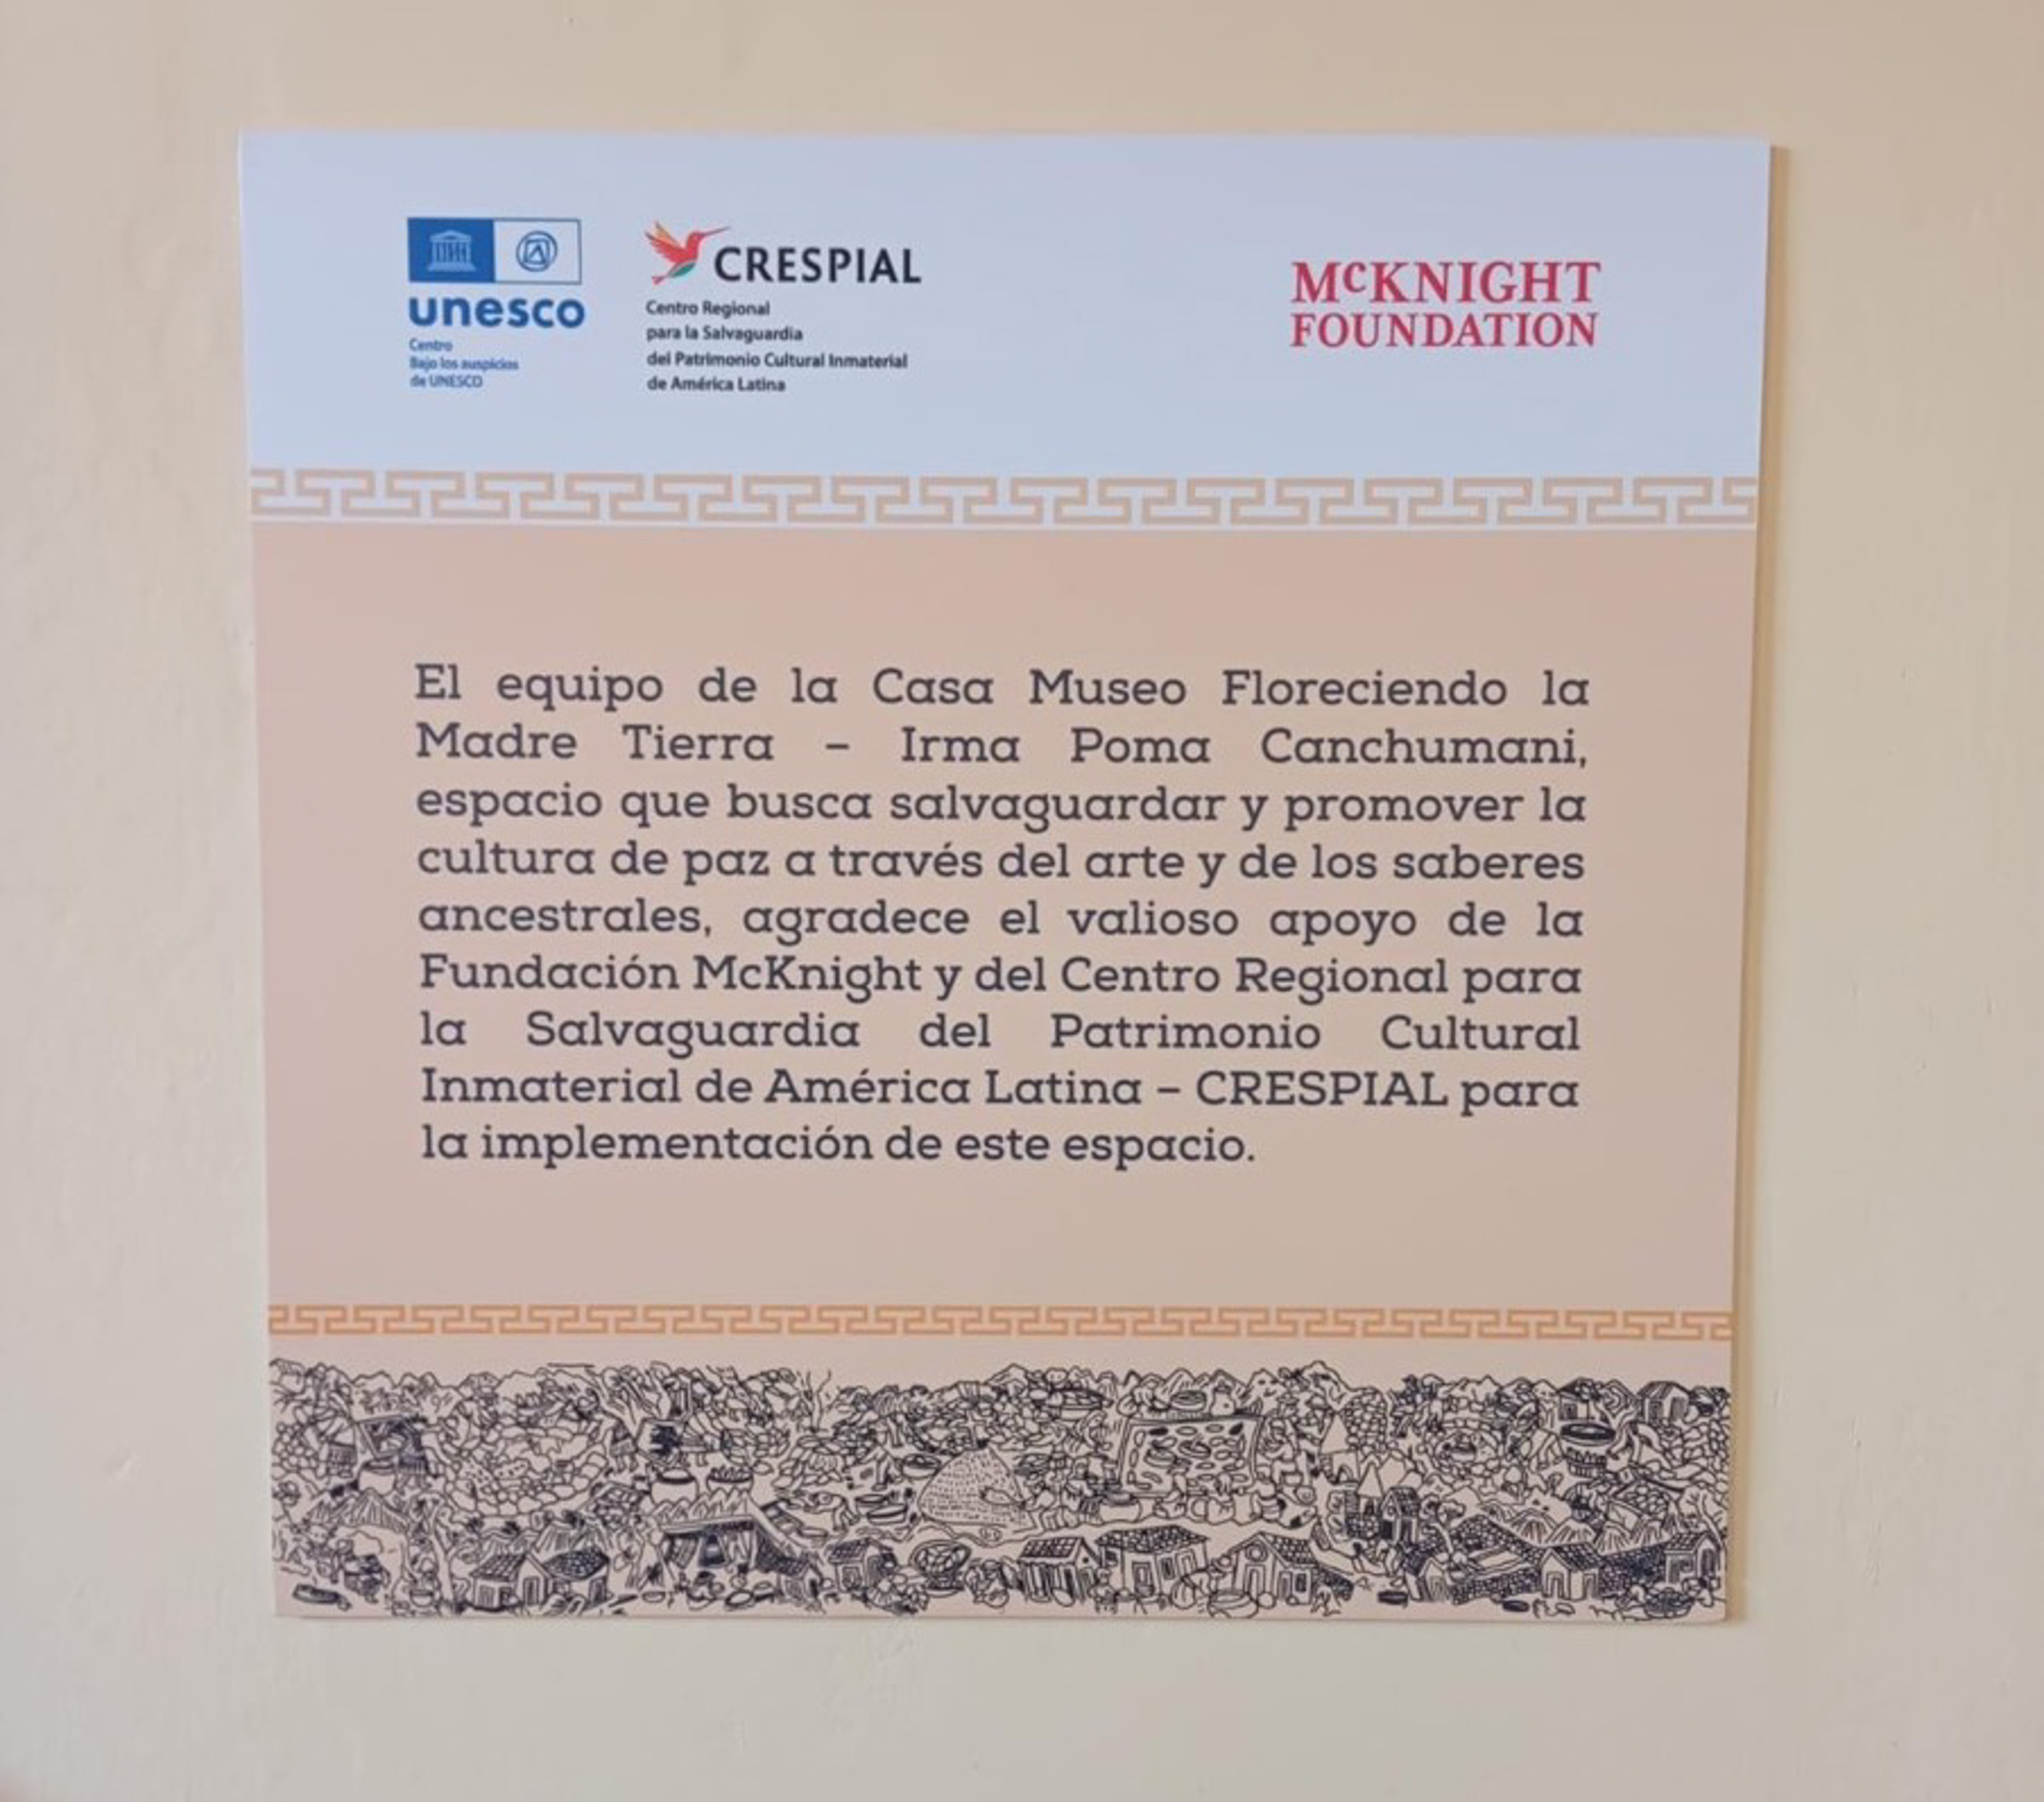 unesco
Centro
Bajo los auspicios
de UNESCO
CRESPIAL
Centro Regional
para la Salvaguardia
del Patrimonio Cultural Inmaterial
de América Latina
McKNIGHT
FOUNDATION
El equipo de la Casa Museo Floreciendo la
Madre Tierra – Irma Poma Canchumani,
espacio que busca salvaguardar y promover la
cultura de paz a través del arte y de los saberes
ancestrales, agradece el valioso apoyo de la
Fundación McKnight y del Centro Regional para
la Salvaguardia del Patrimonio Cultural
Inmaterial de América Latina – CRESPIAL para
la implementación de este espacio.